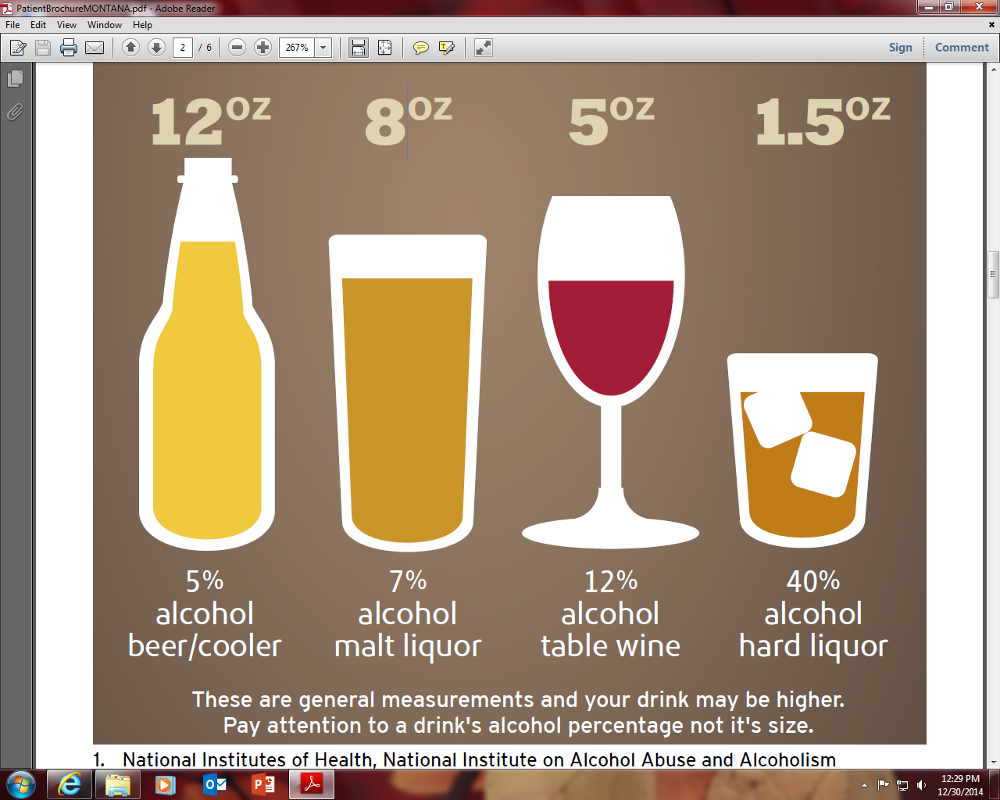 PatientBrochureMONTANA.pdf - Adobe Reader
File Edit View Window Help
2 / 6 267% Sign Comment
12OZ 8OZ 5OZ 1.5OZ
5% 7% 12% 40%
alcohol alcohol alcohol alcohol
beer/cooler malt liquor table wine hard liquor
These are general measurements and your drink may be higher.
Pay attention to a drink's alcohol percentage not it's size.
1. National Institutes of Health, National Institute on Alcohol Abuse and Alcoholism
12:29 PM
12/30/2014